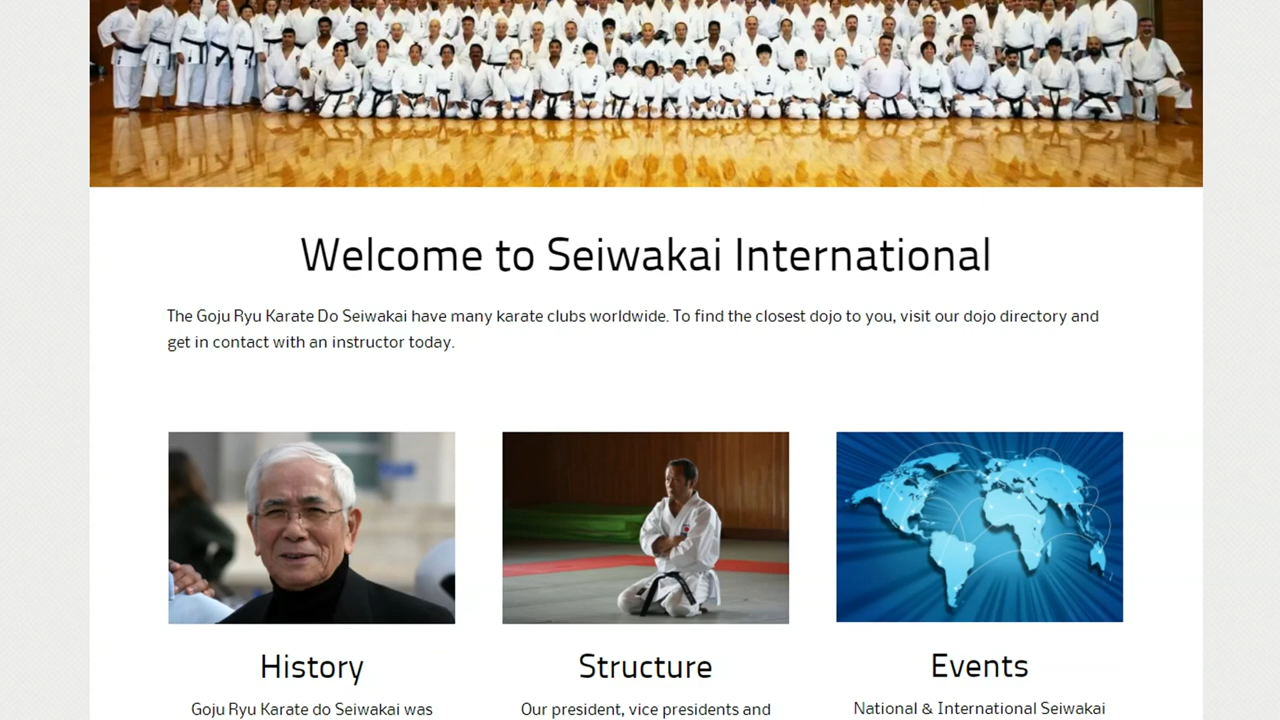 Welcome to Seiwakai International
The Goju Ryu Karate Do Seiwakai have many karate clubs worldwide. To find the closest dojo to you, visit our dojo directory and
get in contact with an instructor today.
History
Structure
Events
Goju Ryu Karate do Seiwakai was
Our president, vice presidents and
National & International Seiwakai